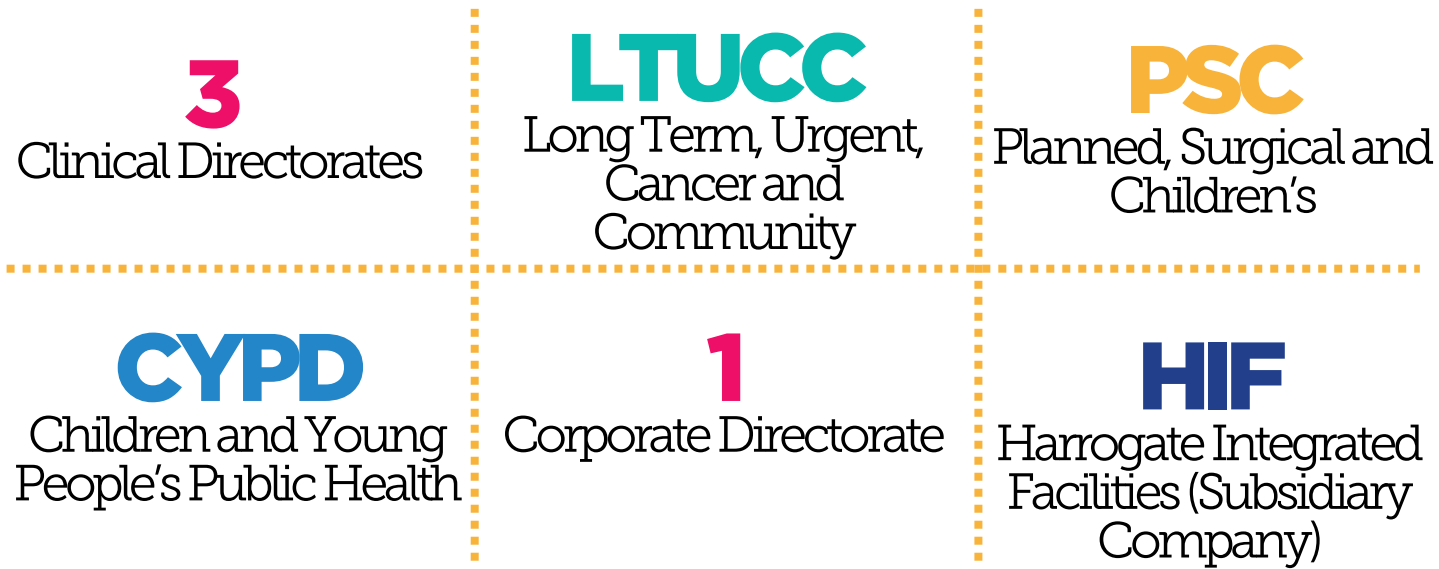 3
Clinical Directorates
LTUCC
Long Term, Urgent,
Cancer and
Community
PSC
Planned, Surgical and
Children’s
CYPD
Children and Young
People’s Public Health
1
Corporate Directorate
HIF
Harrogate Integrated
Facilities (Subsidiary
Company)